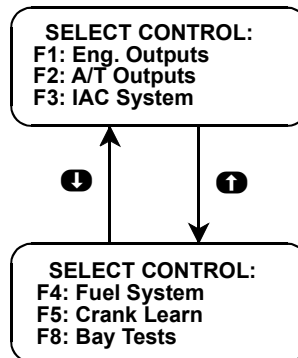 SELECT CONTROL:
F1: Eng. Outputs
F2: A/T Outputs
F3: IAC System
SELECT CONTROL:
F4: Fuel System
F5: Crank Learn
F8: Bay Tests